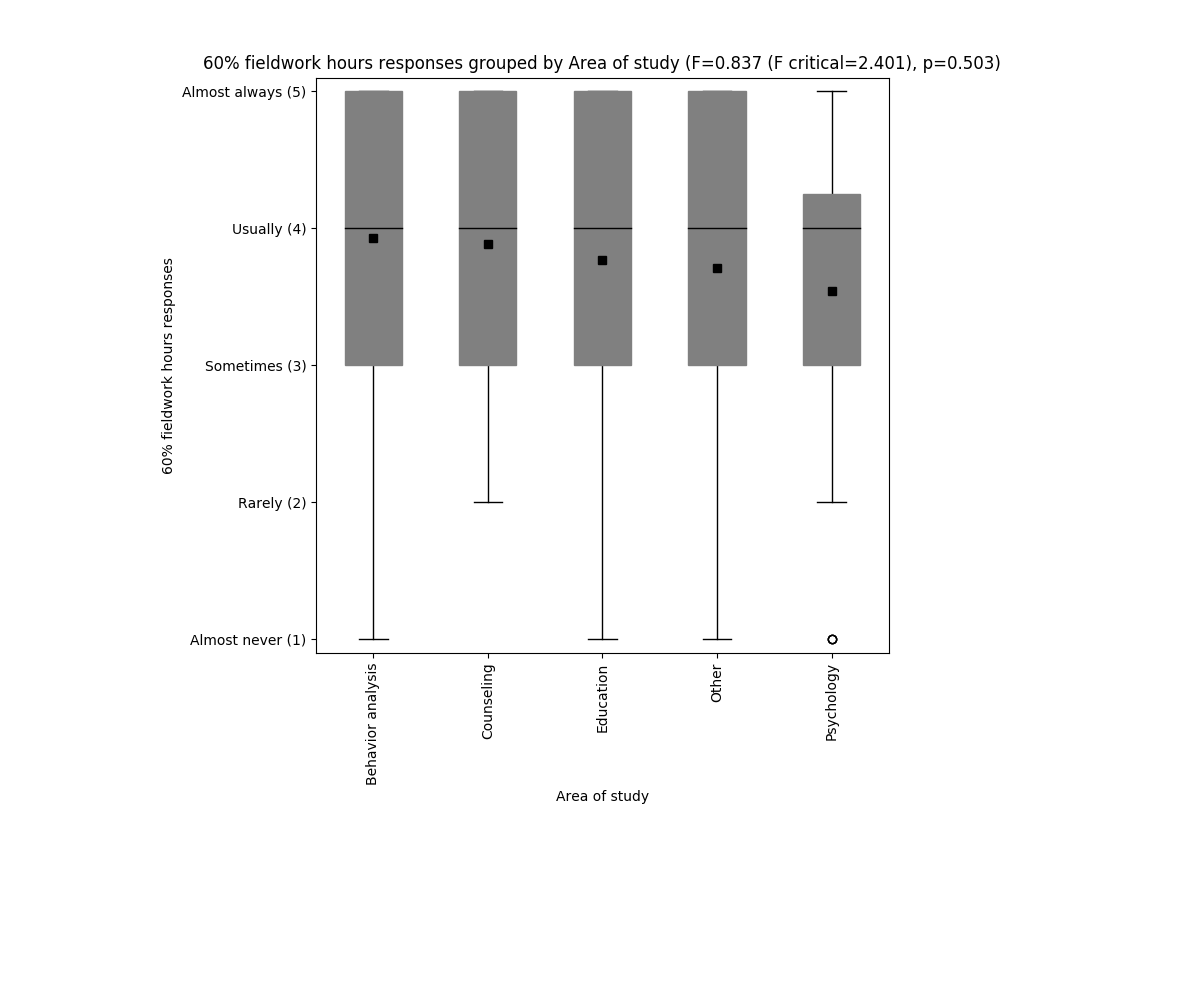 60% fieldwork hours responses grouped by Area of study (F=0.837 (F critical=2.401), p=0.503)
Almost always (5)
Usually (4)
Sometimes (3)
Rarely (2)
Almost never (1)
60% fieldwork hours responses
Behavior analysis
Counseling
Education
Other
Psychology
Area of study